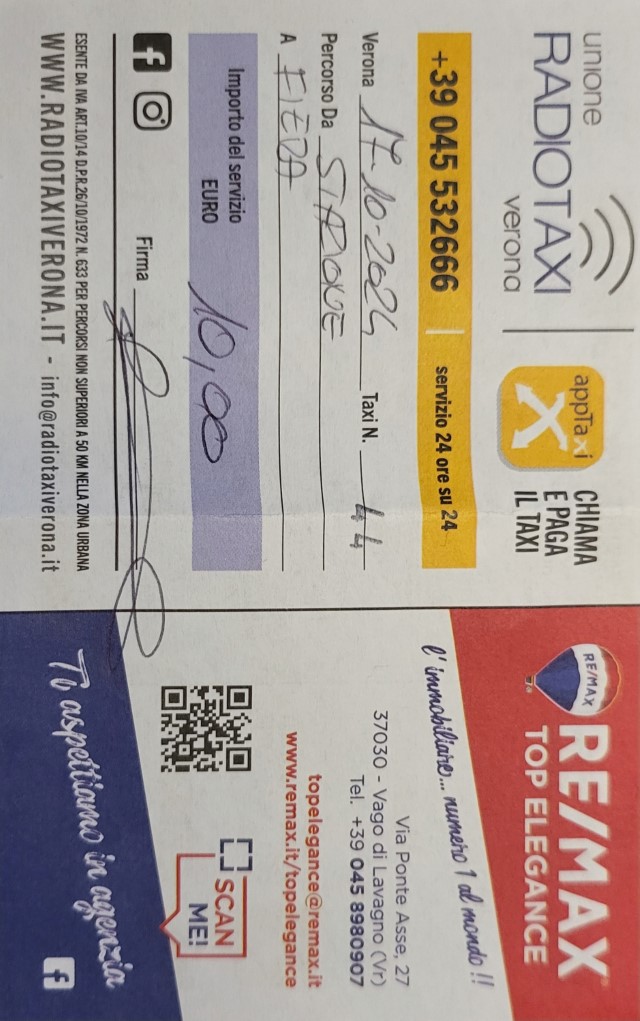 unione
RADIOTAXI
verona
appTaxi
CHIAMA
E PAGA
IL TAXI
+39 045 532666
servizio 24 ore su 24
Verona 17-10-2024 Taxi N. 44
Percorso Da STAZIONE
A FIERA
Importo del servizio
EURO 10,00
Firma
ESENTE DA IVA ART.10/14 D.P.R.26/10/1972 N. 633 PER PERCORSI NON SUPERIORI A 50 KM NELLA ZONA URBANA
WWW.RADIOTAXIVERONA.IT - info@radiotaxiverona.it
RE/MAX
RE/MAX
TOP ELEGANCE
l' immobiliare... numero 1 al mondo !!
Via Ponte Asse, 27
37030 - Vago di Lavagno (Vr)
Tel. +39 045 8980907
topelegance@remax.it
www.remax.it/topelegance
SCAN
ME!
Ti aspettiamo in agenzia